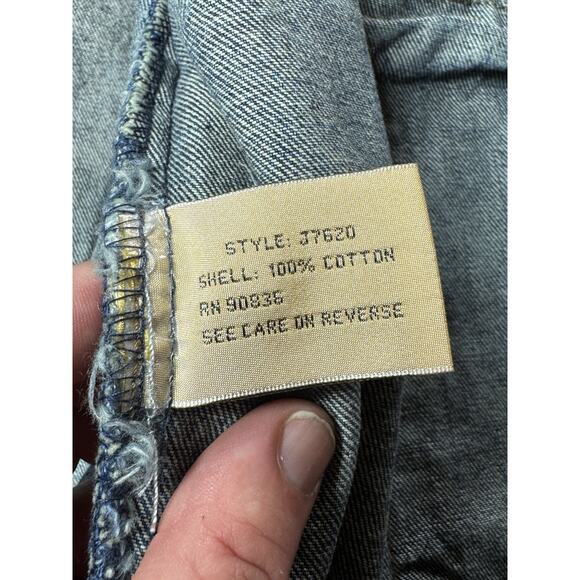 STYLE: J7620
SHELL: 100% COTTON
RN 90836
SEE CARE ON REVERSE